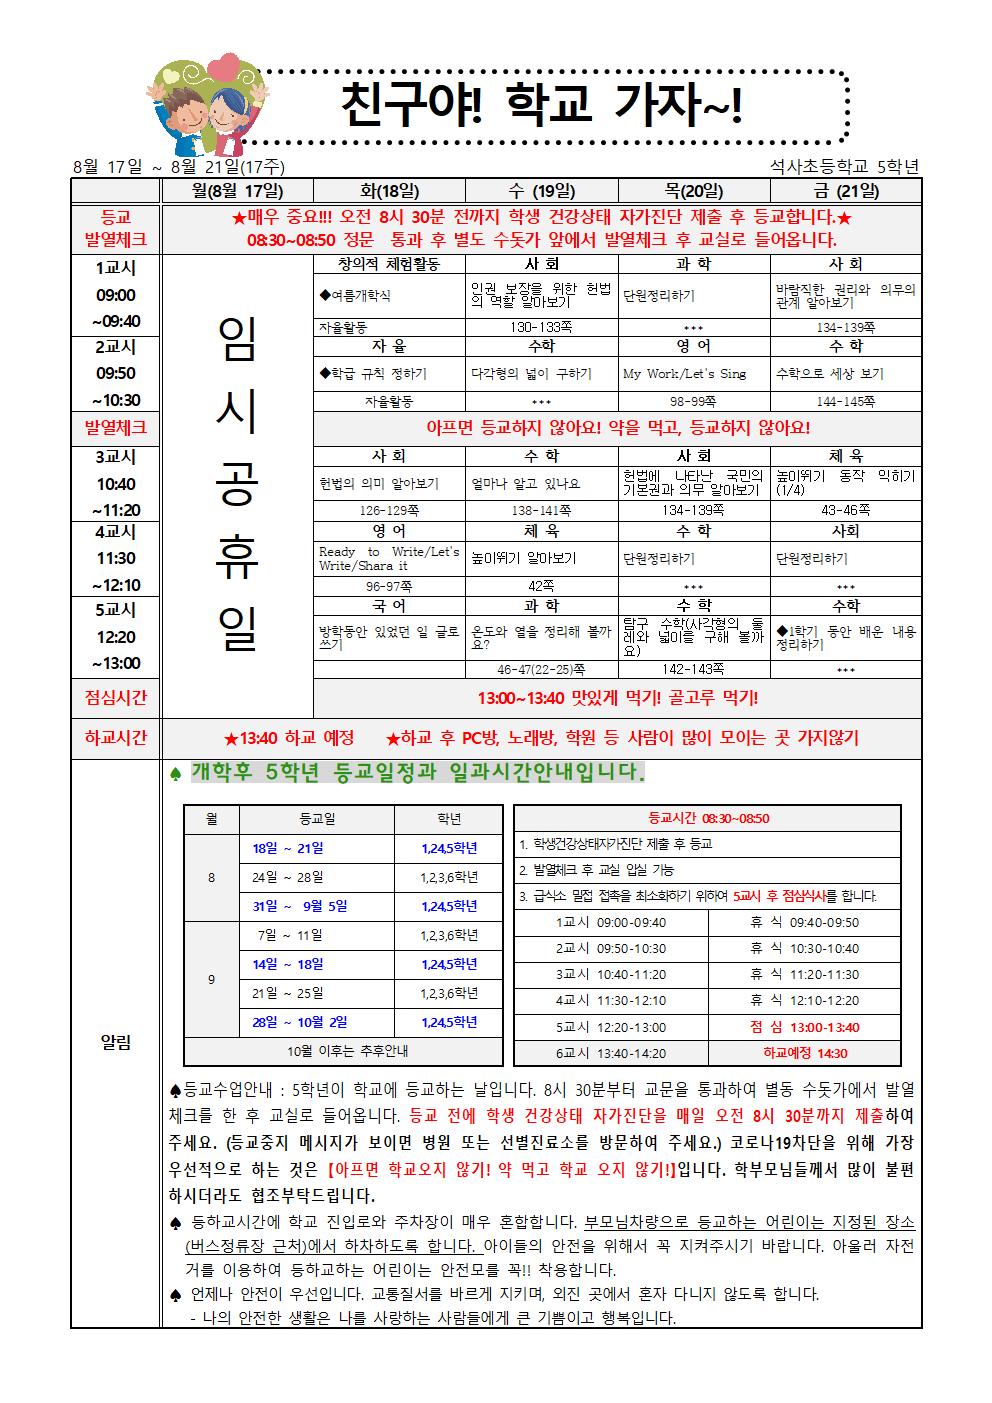 친구야! 학교 가자~!
8월 17일 ~ 8월 21일(17주)
석사초등학교 5학년
월(8월 17일) 화(18일) 수 (19일) 목(20일) 금 (21일)
등교
발열체크
★매우 중요!!! 오전 8시 30분 전까지 학생 건강상태 자가진단 제출 후 등교합니다.★
08:30~08:50 정문 통과 후 별도 수돗가 앞에서 발열체크 후 교실로 들어옵니다.
임
시
공
휴
일
1교시
09:00
~09:40
창의적 체험활동 사 회 과 학 사 회
◆여름개학식
인권 보장을 위한 헌법
의 역할 알아보기
단원정리하기
바람직한 권리와 의무의
관계 알아보기
자율활동 130-133쪽 *** 134-139쪽
2교시
09:50
~10:30
자 율 수학 영 어 수 학
◆학급 규칙 정하기 다각형의 넓이 구하기 My Work/Let's Sing 수학으로 세상 보기
자율활동 *** 98-99쪽 144-145쪽
발열체크
아프면 등교하지 않아요! 약을 먹고, 등교하지 않아요!
3교시
10:40
~11:20
사 회 수 학 사 회 체 육
헌법의 의미 알아보기 얼마나 알고 있나요
헌법에 나타난 국민의
기본권과 의무 알아보기
높이뛰기 동작 익히기
(1/4)
126-129쪽 138-141쪽 134-139쪽 43-46쪽
4교시
11:30
~12:10
영 어 체 육 수 학 사회
Ready to Write/Let's
Write/Shara it
높이뛰기 알아보기 단원정리하기 단원정리하기
96-97쪽 42쪽 *** ***
5교시
12:20
~13:00
국 어 과 학 수 학 수학
방학동안 있었던 일 글로
쓰기
온도와 열을 정리해 볼까
요?
탐구 수학(사각형의 둘
레와 넓이를 구해 볼까
요)
◆1학기 동안 배운 내용
정리하기
46-47(22-25)쪽 142-143쪽 ***
점심시간
13:00~13:40 맛있게 먹기! 골고루 먹기!
하교시간
★13:40 하교 예정 ★하교 후 PC방, 노래방, 학원 등 사람이 많이 모이는 곳 가지않기
알림
♠ 개학후 5학년 등교일정과 일과시간안내입니다.
월 등교일 학년
8
18일 ~ 21일 1,24,5학년
24일 ~ 28일 1,2,3,6학년
31일 ~ 9월 5일 1,24,5학년
9
7일 ~ 11일 1,2,3,6학년
14일 ~ 18일 1,24,5학년
21일 ~ 25일 1,2,3,6학년
28일 ~ 10월 2일 1,24,5학년
10월 이후는 추후안내
등교시간 08:30~08:50
1. 학생건강상태자가진단 제출 후 등교
2. 발열체크 후 교실 입실 가능
3. 급식소 밀접 접촉을 최소화하기 위하여 5교시 후 점심식사를 합니다.
1교시 09:00-09:40 휴 식 09:40-09:50
2교시 09:50-10:30 휴 식 10:30-10:40
3교시 10:40-11:20 휴 식 11:20-11:30
4교시 11:30-12:10 휴 식 12:10-12:20
5교시 12:20-13:00 점 심 13:00-13:40
6교시 13:40-14:20 하교예정 14:30
♠등교수업안내 : 5학년이 학교에 등교하는 날입니다. 8시 30분부터 교문을 통과하여 별동 수돗가에서 발열
체크를 한 후 교실로 들어옵니다. 등교 전에 학생 건강상태 자가진단을 매일 오전 8시 30분까지 제출하여
주세요. (등교중지 메시지가 보이면 병원 또는 선별진료소를 방문하여 주세요.) 코로나19차단을 위해 가장
우선적으로 하는 것은 【아프면 학교오지 않기! 약 먹고 학교 오지 않기!】입니다. 학부모님들께서 많이 불편
하시더라도 협조부탁드립니다.
♠ 등하교시간에 학교 진입로와 주차장이 매우 혼합합니다. 부모님차량으로 등교하는 어린이는 지정된 장소
(버스정류장 근처)에서 하차하도록 합니다. 아이들의 안전을 위해서 꼭 지켜주시기 바랍니다. 아울러 자전
거를 이용하여 등하교하는 어린이는 안전모를 꼭!! 착용합니다.
♠ 언제나 안전이 우선입니다. 교통질서를 바르게 지키며, 외진 곳에서 혼자 다니지 않도록 합니다.
- 나의 안전한 생활은 나를 사랑하는 사람들에게 큰 기쁨이고 행복입니다.